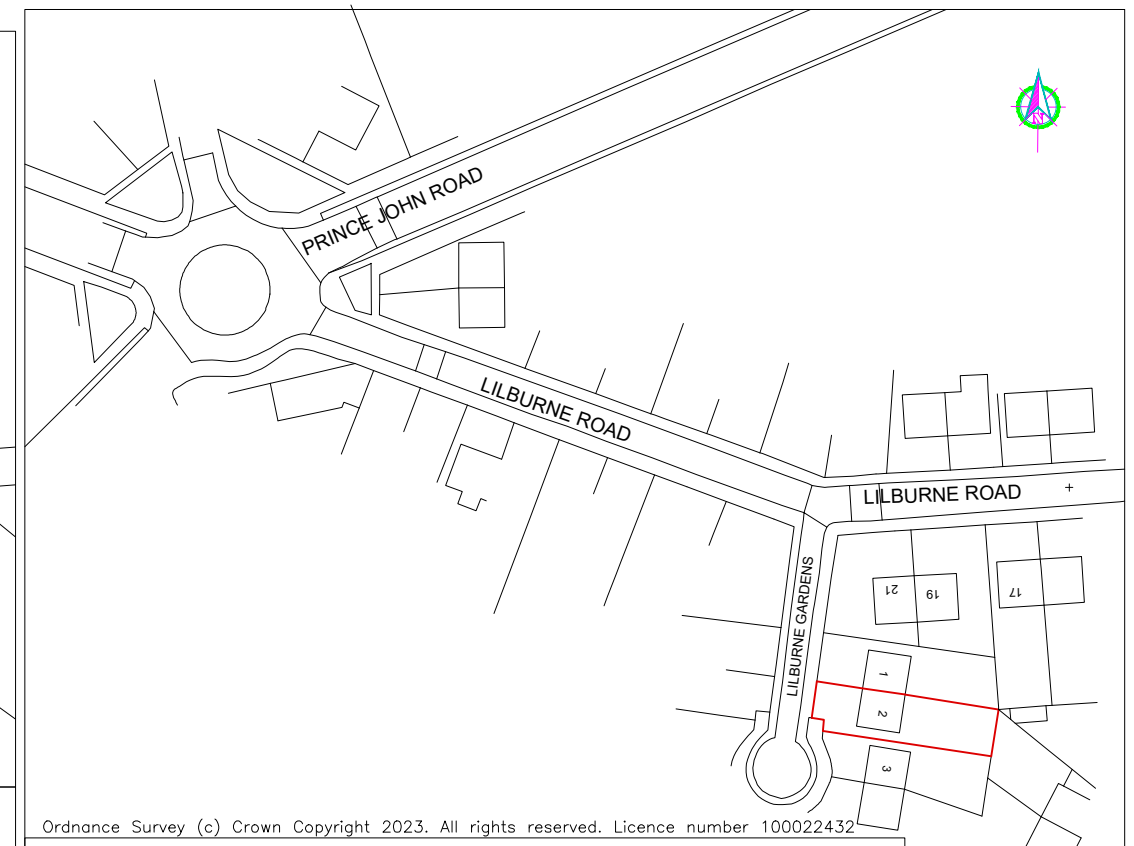 N
PRINCE JOHN ROAD
LILBURNE ROAD
LILBURNE ROAD
LILBURNE GARDENS
21
19
17
1
2
3
Ordnance Survey (c) Crown Copyright 2023. All rights reserved. Licence number 100022432